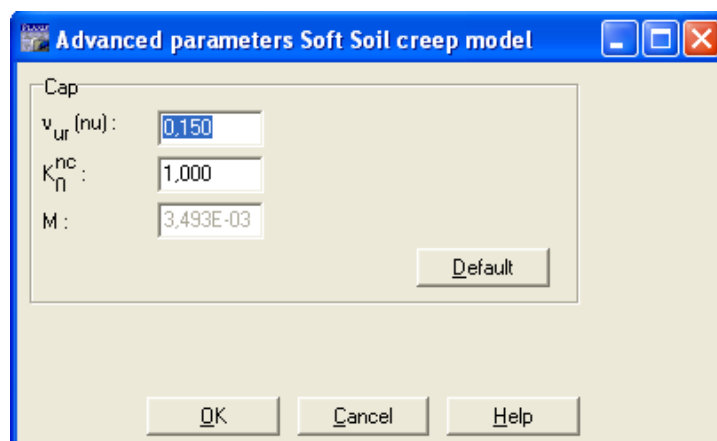 Advanced parameters Soft Soil creep model
Cap
νur (nu) : 0,150
K0nc : 1,000
M : 3,493E-03
Default
OK Cancel Help